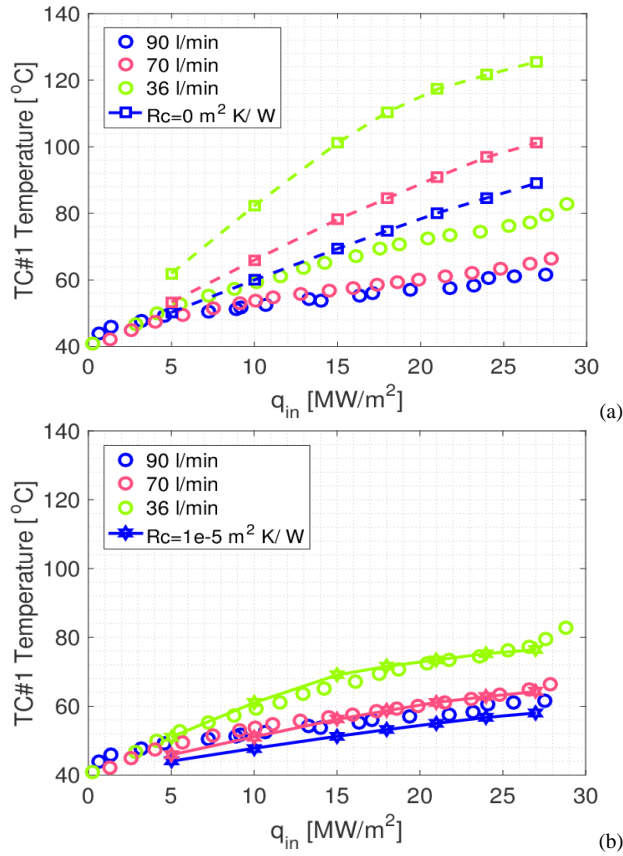 140
120
100
80
60
40
TC#1 Temperature [°C]
90 l/min
70 l/min
36 l/min
Rc=0 m² K/ W
0 5 10 15 20 25 30
q_in [MW/m²]
(a)
140
120
100
80
60
40
TC#1 Temperature [°C]
90 l/min
70 l/min
36 l/min
Rc=1e-5 m² K/ W
0 5 10 15 20 25 30
q_in [MW/m²]
(b)